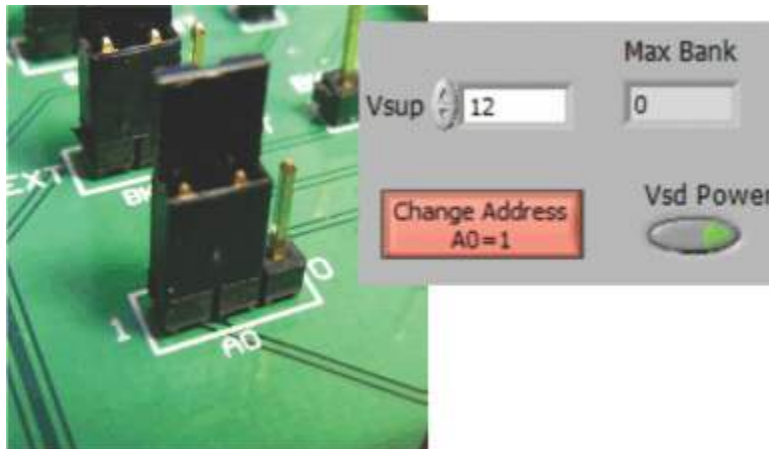 Max Bank
Vsup 12
0
Change Address
A0=1
Vsd Power
EXT
1
A0
0